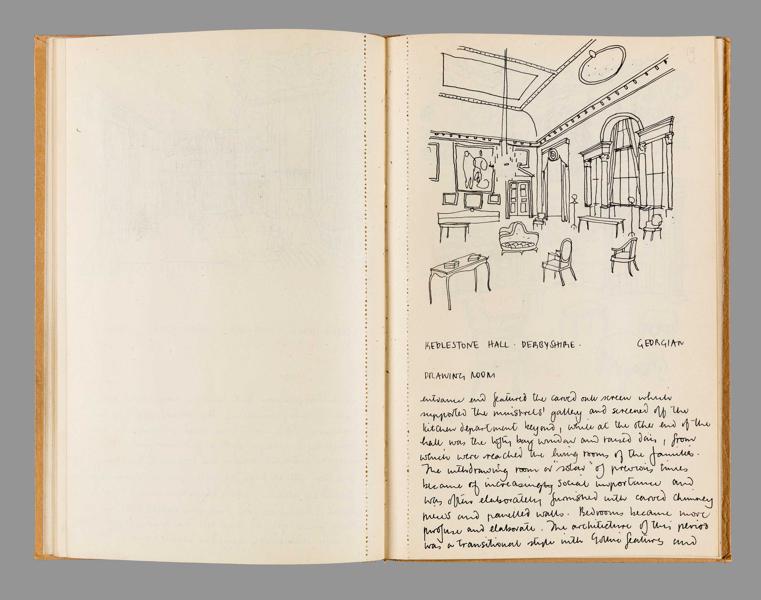 KEDLESTONE HALL. DERBYSHIRE. GEORGIAN
DRAWING ROOM
entrance end featured the carved oak screen which
supported the minstrels' gallery and screened off the
kitchen department beyond, while at the other end of the
hall was the lofty bay window and raised dais, from
which were reached the living rooms of the families.
The withdrawing room or "solar" of previous times
became of increasingly social importance and
was often elaborately furnished with carved chimney
pieces and panelled walls. Bedrooms became more
profuse and elaborate. The architecture of this period
was a transitional style with Gothic features and